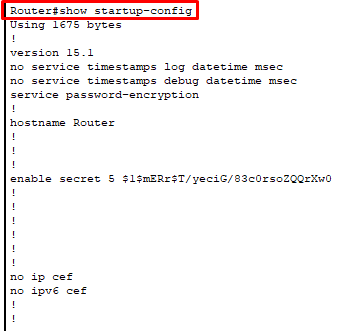 Router#show startup-config
Using 1675 bytes
!
version 15.1
no service timestamps log datetime msec
no service timestamps debug datetime msec
service password-encryption
!
hostname Router
!
!
!
enable secret 5 $1$mERr$T/yeciG/83c0rsoZQQrXw0
!
!
!
!
!
!
no ip cef
no ipv6 cef
!
!